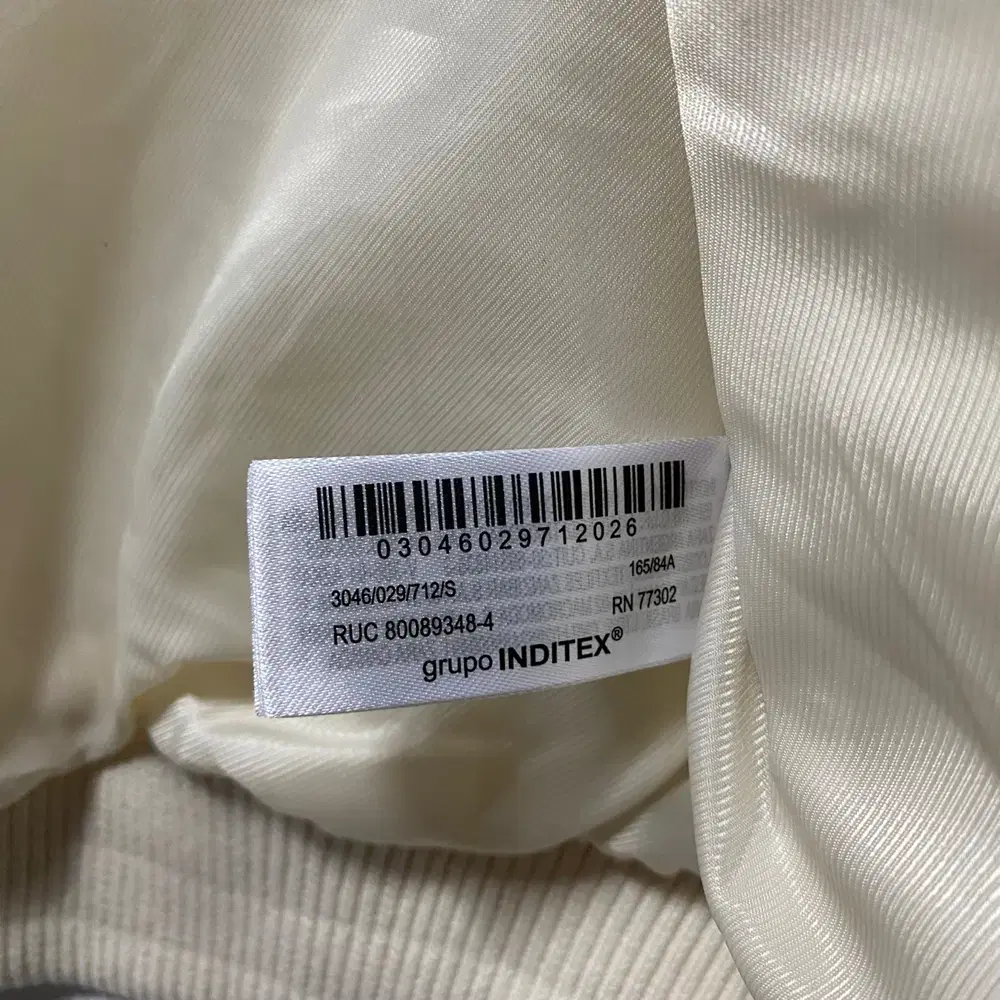 03046029712026
3046/029/712/S 165/84A
RUC 80089348-4 RN 77302
grupo INDITEX®